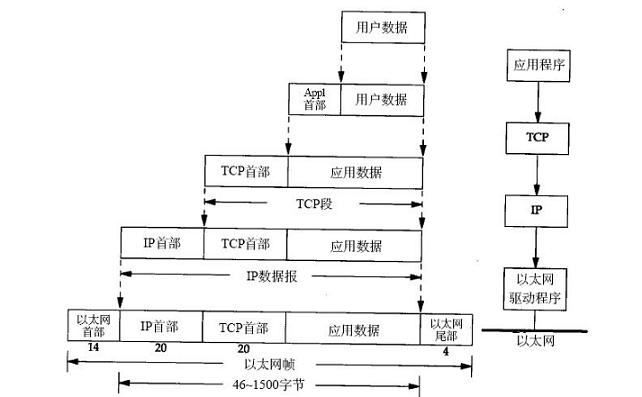 用户数据
应用程序
Appl
首部
用户数据
TCP
TCP首部
应用数据
TCP段
IP
IP首部
TCP首部
应用数据
IP数据报
以太网
驱动程序
以太网
首部
IP首部
TCP首部
应用数据
以太网
尾部
以太网
14
20
20
4
以太网帧
46~1500字节